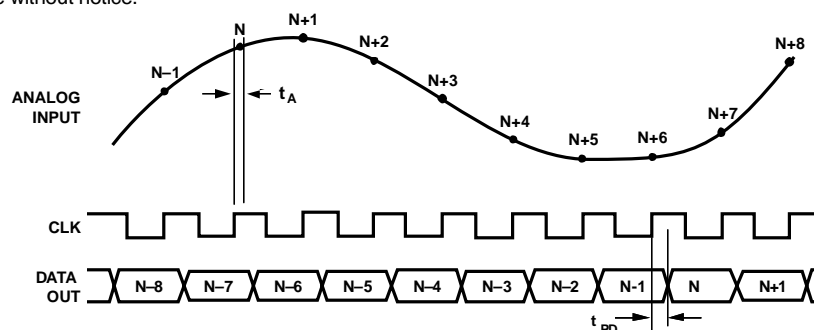 e without notice.
N+1
N
N+2
N+8
N–1
N+3
ANALOG
INPUT
t A
N+7
N+4
N+5
N+6
CLK
DATA
OUT
N–8
N–7
N–6
N–5
N–4
N–3
N–2
N-1
N
N+1
t PD